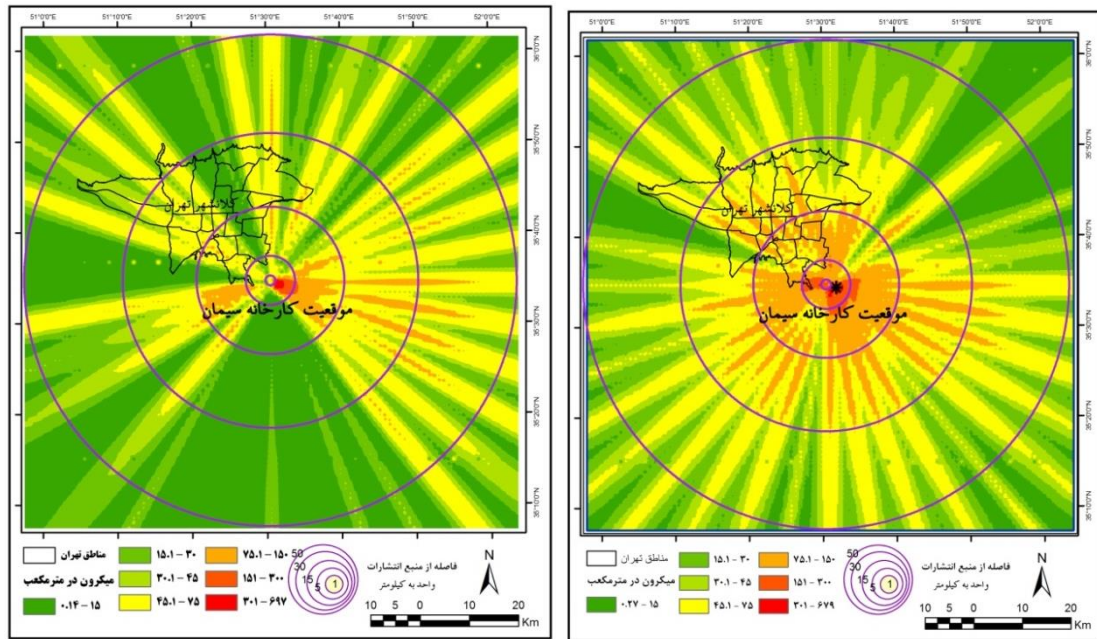 51°0'0"E 51°10'0"E 51°20'0"E 51°30'0"E 51°40'0"E 51°50'0"E 52°0'0"E
36°0'0"N
35°50'0"N
35°40'0"N
35°30'0"N
35°20'0"N
35°10'0"N
کلانشهر تهران
موقعیت کارخانه سیمان
مناطق تهران
میکرون در مترمکعب
۰.۱۴ – ۱۵
۱۵.۱ – ۳۰
۳۰.۱ – ۴۵
۴۵.۱ – ۷۵
۷۵.۱ – ۱۵۰
۱۵۱ – ۳۰۰
۳۰۱ – ۶۹۷
50
30
15
5
1
فاصله از منبع انتشارات
واحد به کیلومتر
N
10 5 0 10 20
Km
51°0'0"E 51°10'0"E 51°20'0"E 51°30'0"E 51°40'0"E 51°50'0"E 52°0'0"E
36°0'0"N
35°50'0"N
35°40'0"N
35°30'0"N
35°20'0"N
35°10'0"N
کلانشهر تهران
موقعیت کارخانه سیمان
مناطق تهران
میکرون در مترمکعب
۰.۲۷ – ۱۵
۱۵.۱ – ۳۰
۳۰.۱ – ۴۵
۴۵.۱ – ۷۵
۷۵.۱ – ۱۵۰
۱۵۱ – ۳۰۰
۳۰۱ – ۶۷۹
50
30
15
5
1
فاصله از منبع انتشارات
واحد به کیلومتر
N
10 5 0 10 20
Km